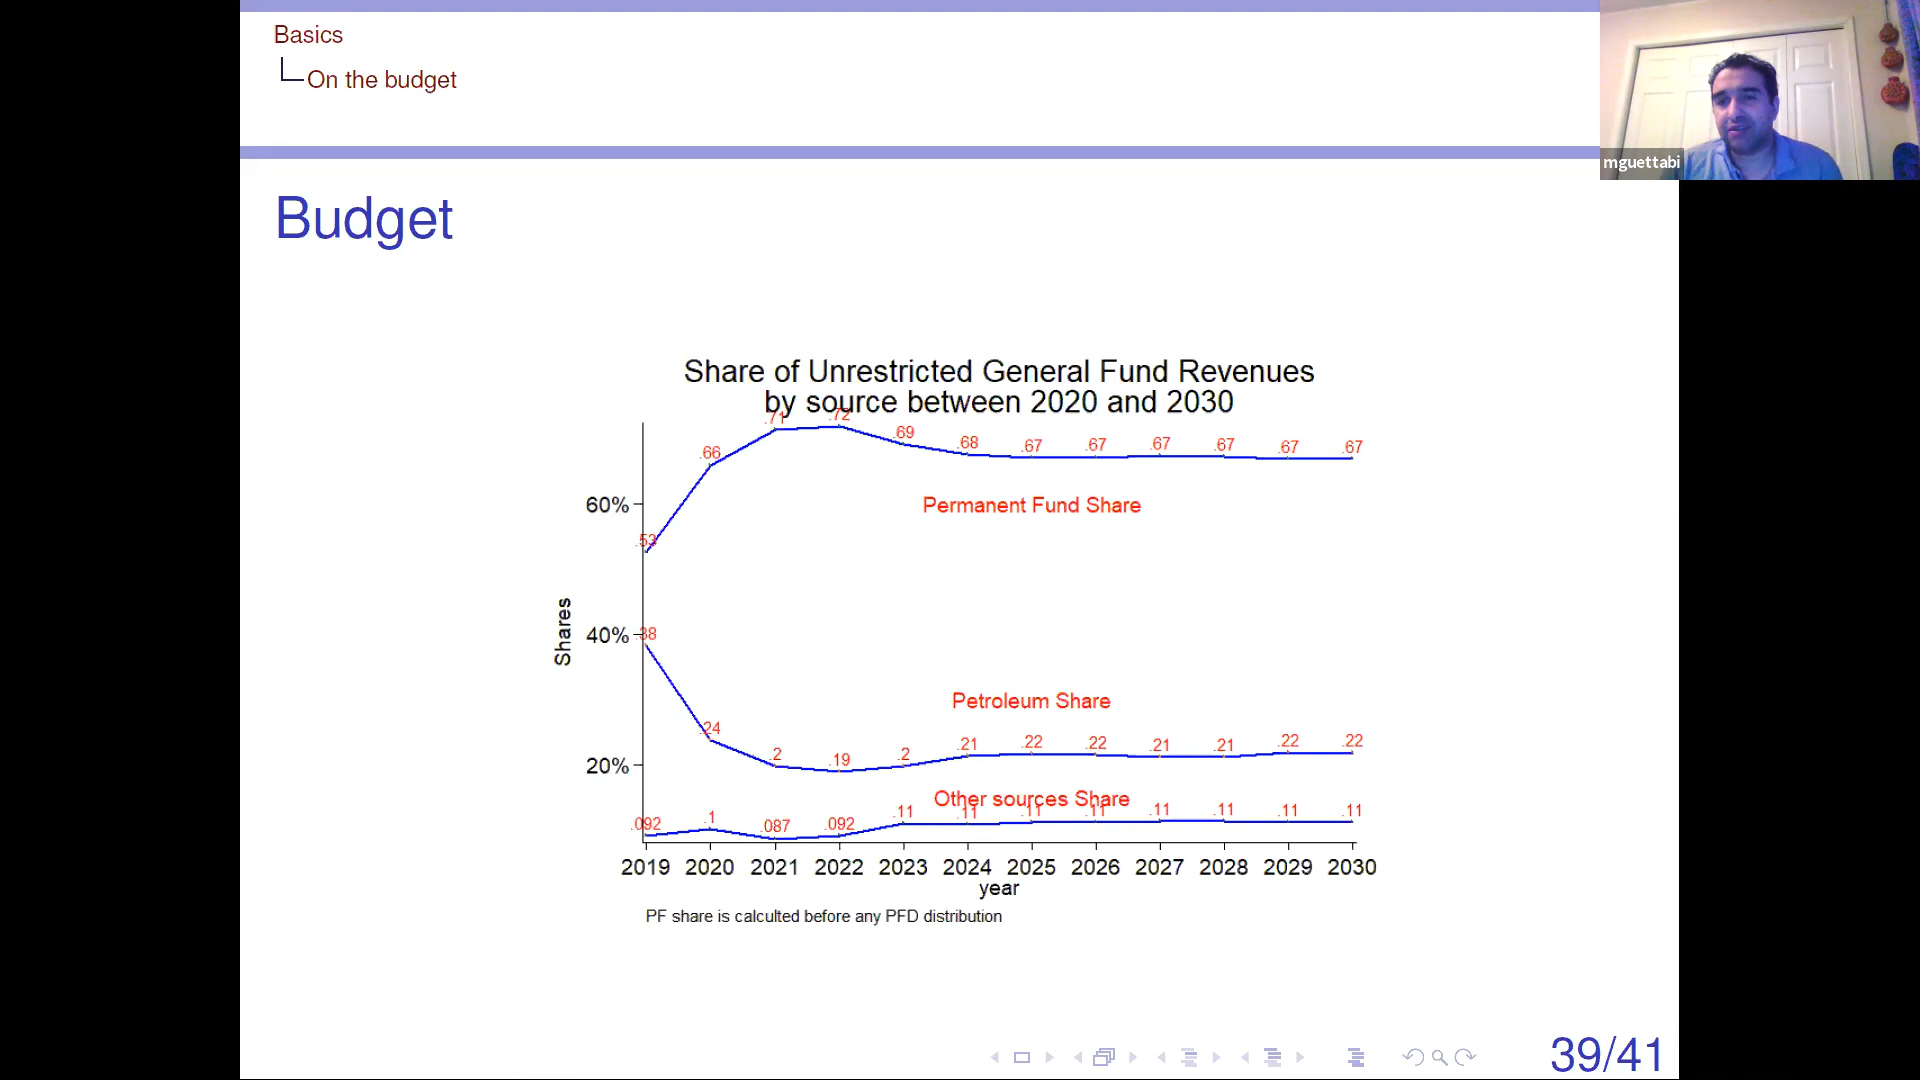 Basics
On the budget
mguettabi
Budget
Share of Unrestricted General Fund Revenues
by source between 2020 and 2030
.71 .72 .69 .68 .67 .67 .67 .67 .67 .67
.66
60%
Permanent Fund Share
.53
Shares
40%
.38
Petroleum Share
.24
.2 .19 .2 .21 .22 .22 .21 .21 .22 .22
20%
Other sources Share
.092 .1 .087 .092 .11 .11 .11 .11 .11 .11 .11 .11
2019 2020 2021 2022 2023 2024 2025 2026 2027 2028 2029 2030
year
PF share is calculted before any PFD distribution
39/41